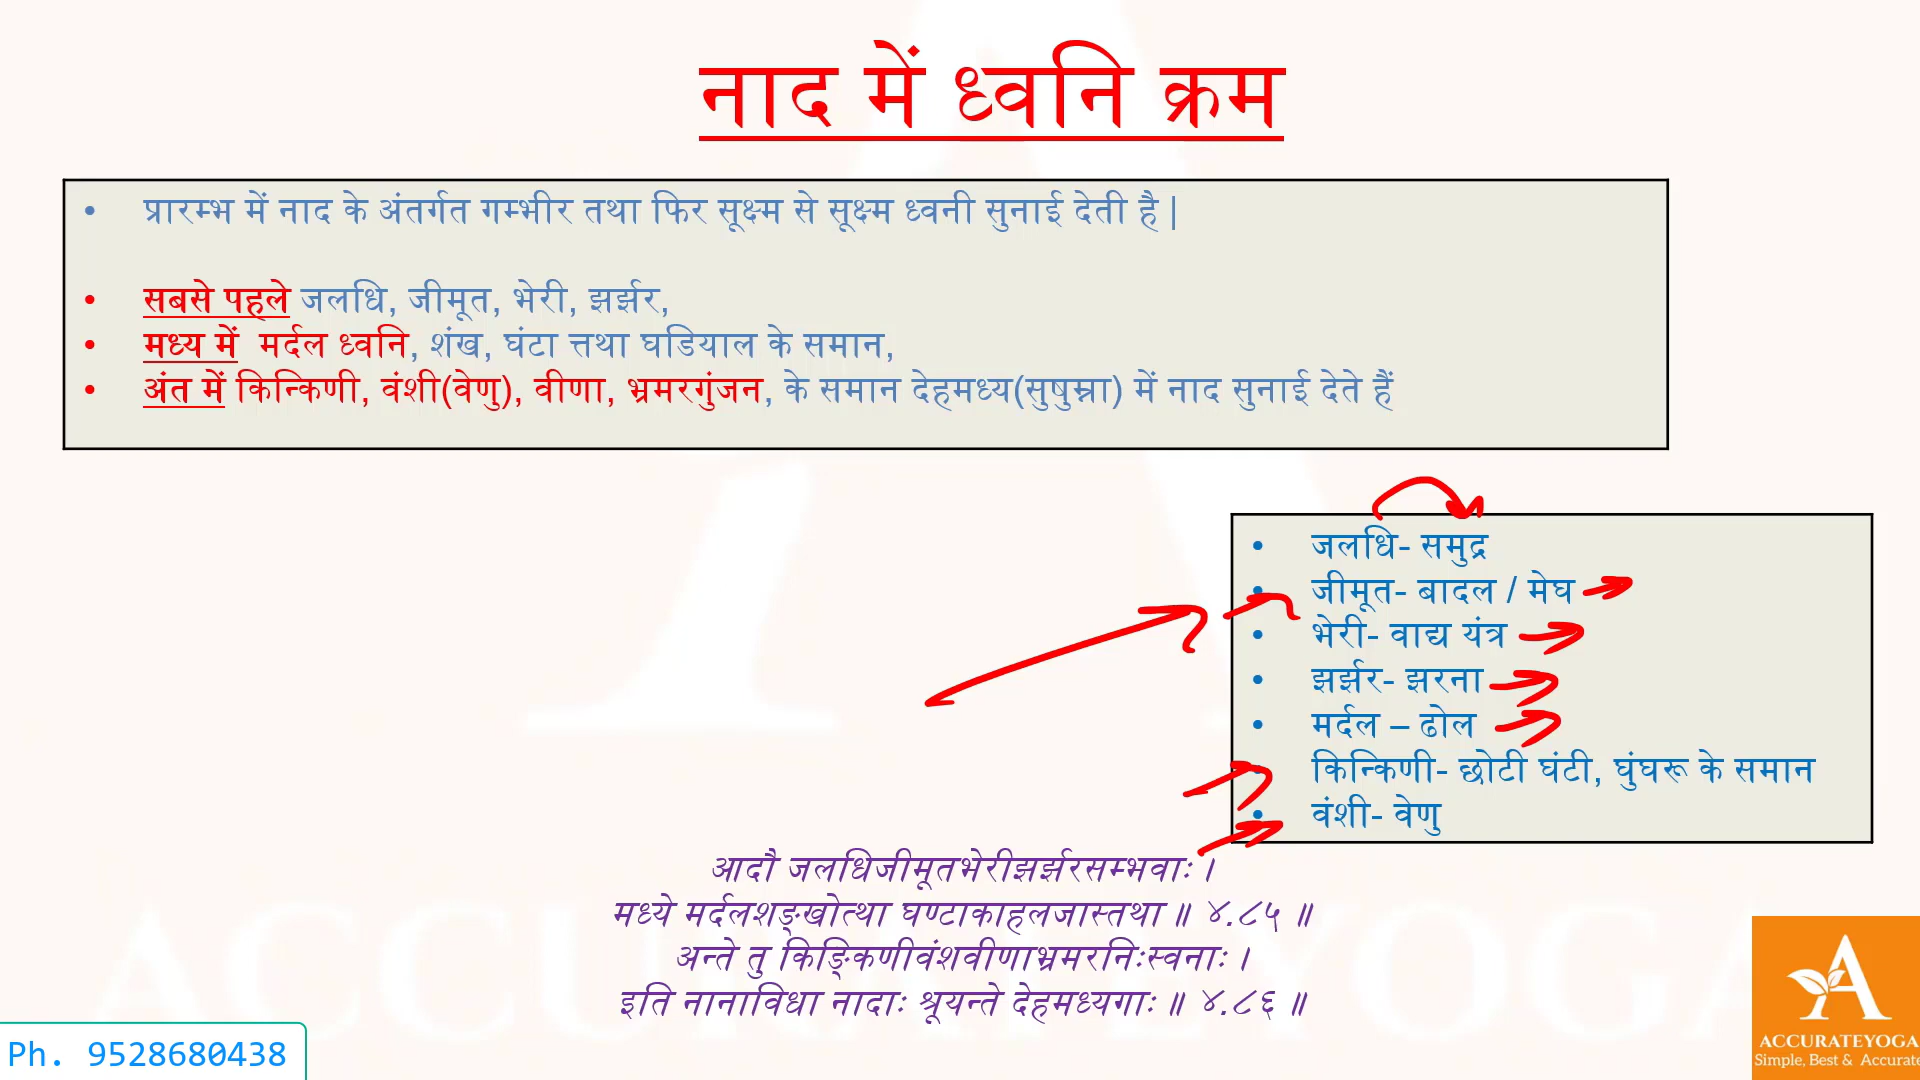 नाद में ध्वनि क्रम
• प्रारम्भ में नाद के अंतर्गत गम्भीर तथा फिर सूक्ष्म से सूक्ष्म ध्वनी सुनाई देती है |
• सबसे पहले जलधि, जीमूत, भेरी, झर्झर,
• मध्य में मर्दल ध्वनि, शंख, घंटा त्तथा घडियाल के समान,
• अंत में किन्किणी, वंशी(वेणु), वीणा, भ्रमरगुंजन, के समान देहमध्य(सुषुम्ना) में नाद सुनाई देते हैं
• जलधि- समुद्र
• जीमूत- बादल / मेघ
• भेरी- वाद्य यंत्र
• झर्झर- झरना
• मर्दल – ढोल
• किन्किणी- छोटी घंटी, घुंघरू के समान
• वंशी- वेणु
आदौ जलधिजीमूतभेरीझर्झरसम्भवाः ।
मध्ये मर्दलशङ्खोत्था घण्टाकाहलजास्तथा ॥ ४.८५ ॥
अन्ते तु किङ्किणीवंशवीणाभ्रमरनिःस्वनाः ।
इति नानाविधा नादाः श्रूयन्ते देहमध्यगाः ॥ ४.८६ ॥
ACCURATEYOGA
Ph. 9528680438
A
ACCURATEYOGA
Simple, Best & Accurate